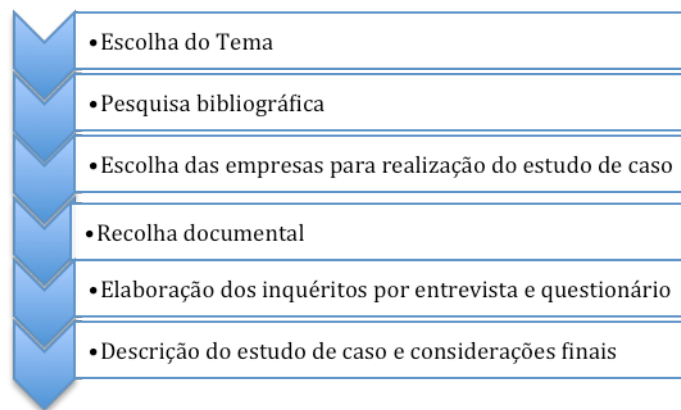 •Escolha do Tema
•Pesquisa bibliográfica
•Escolha das empresas para realização do estudo de caso
•Recolha documental
•Elaboração dos inquéritos por entrevista e questionário
•Descrição do estudo de caso e considerações finais